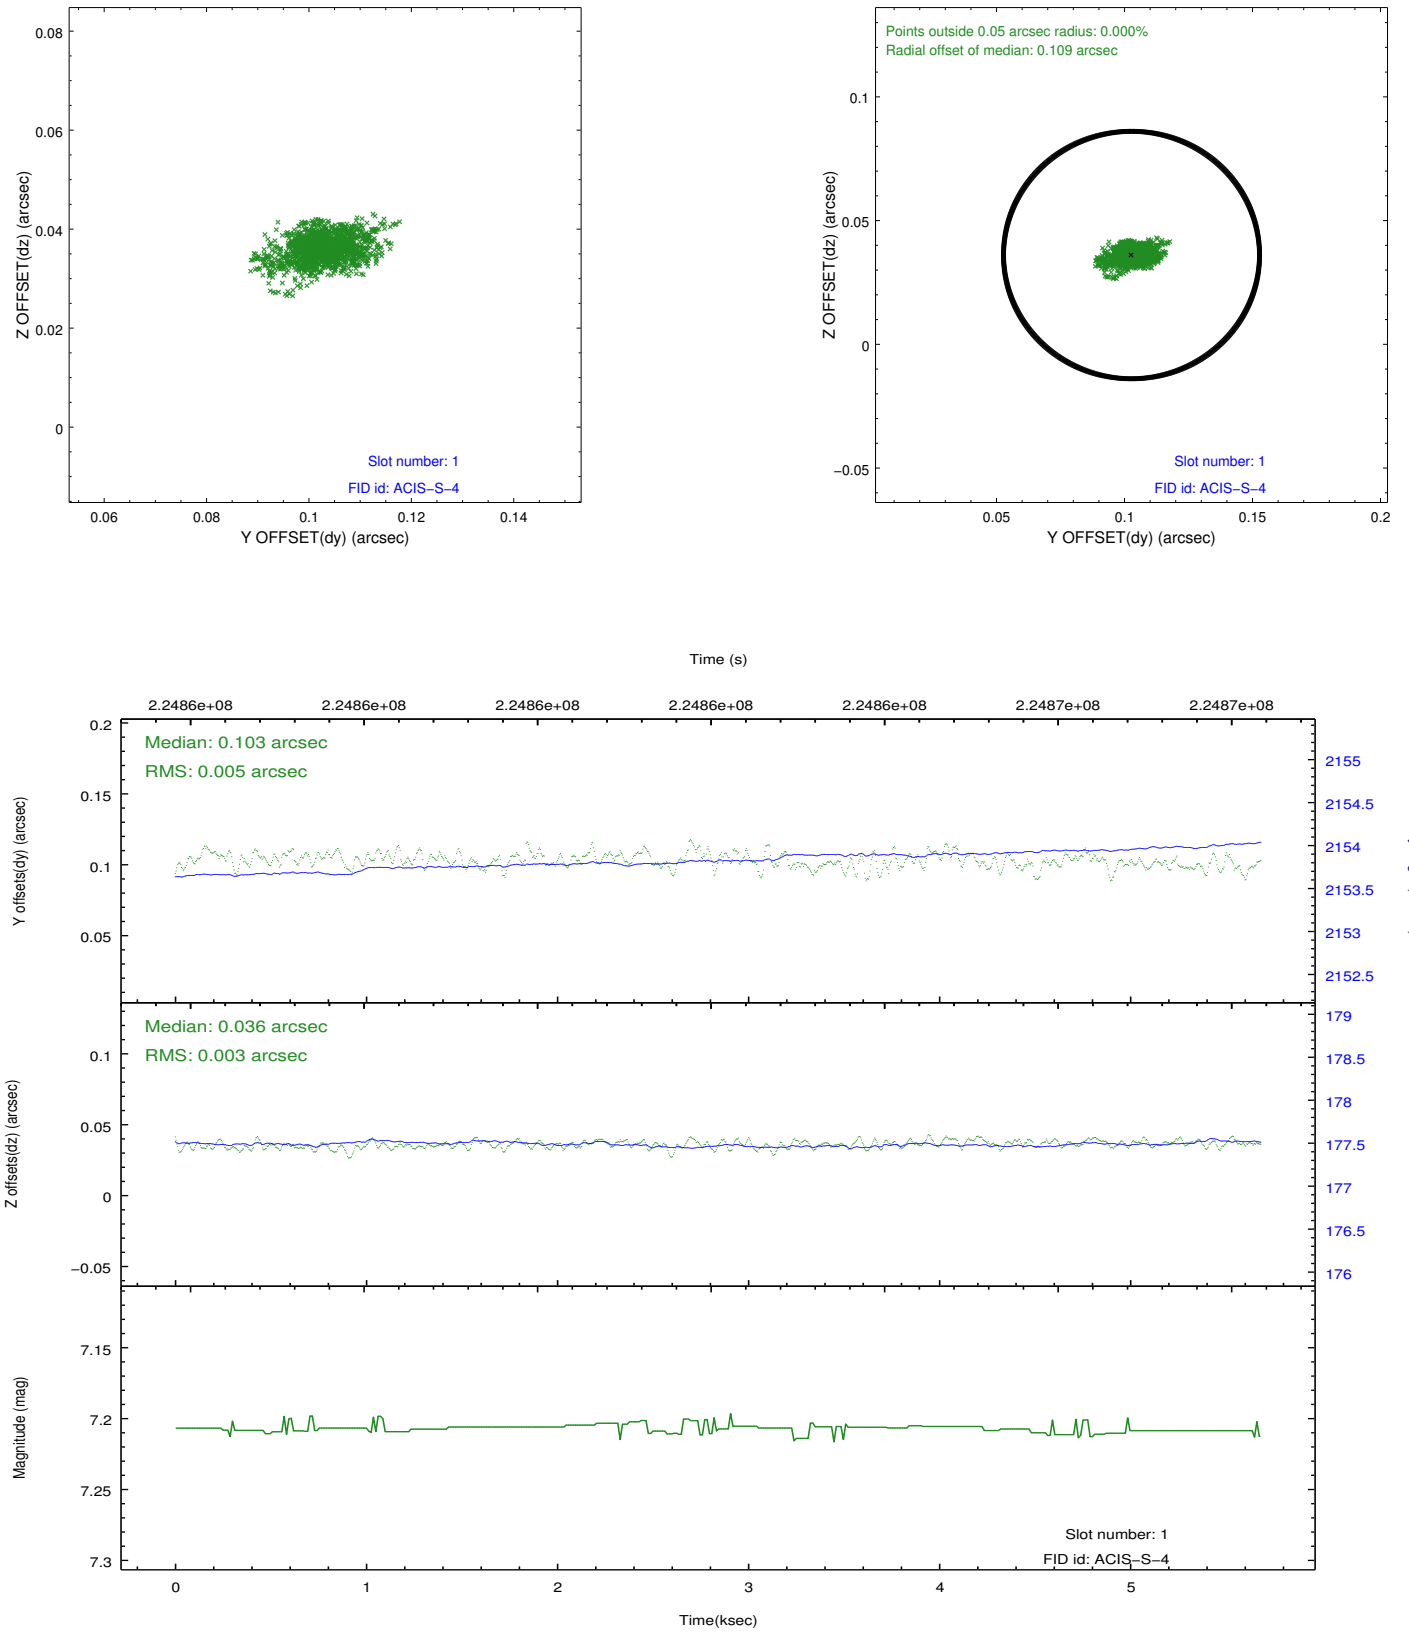 0.08
0.06
0.04
0.02
0
Z OFFSET(dz) (arcsec)
Slot number: 1
FID id: ACIS−S−4
0.06 0.08 0.1 0.12 0.14
Y OFFSET(dy) (arcsec)
Points outside 0.05 arcsec radius: 0.000%
Radial offset of median: 0.109 arcsec
0.1
0.05
0
−0.05
Z OFFSET(dz) (arcsec)
Slot number: 1
FID id: ACIS−S−4
0.05 0.1 0.15 0.2
Y OFFSET(dy) (arcsec)
Time (s)
2.2486e+08 2.2486e+08 2.2486e+08 2.2486e+08 2.2486e+08 2.2487e+08 2.2487e+08
Median: 0.103 arcsec
RMS: 0.005 arcsec
0.2
0.15
0.1
0.05
Y offsets(dy) (arcsec)
2155
2154.5
2154
2153.5
2153
2152.5
Median: 0.036 arcsec
RMS: 0.003 arcsec
0.1
0.05
0
−0.05
Z offsets(dz) (arcsec)
179
178.5
178
177.5
177
176.5
176
7.15
7.2
7.25
7.3
Magnitude (mag)
Slot number: 1
FID id: ACIS−S−4
0 1 2 3 4 5
Time(ksec)